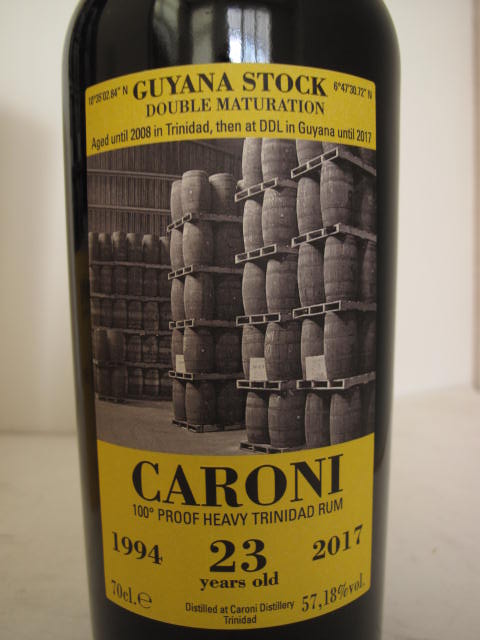 GUYANA STOCK
10°35'02.84" N
6°47'30.72" N
DOUBLE MATURATION
Aged until 2008 in Trinidad, then at DDL in Guyana until 2017
CARONI
100° PROOF HEAVY TRINIDAD RUM
1994 23 2017
years old
70cl.e
Distilled at Caroni Distillery
Trinidad
57,18%vol.